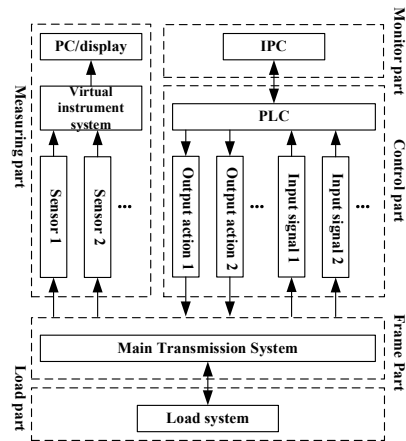 PC/display
Virtual
instrument
system
Sensor 1
Sensor 2
...
Measuring part
IPC
Monitor part
PLC
Output action 1
Output action 2
...
Input signal 1
Input signal 2
...
Control part
Main Transmission System
Frame Part
Load system
Load part